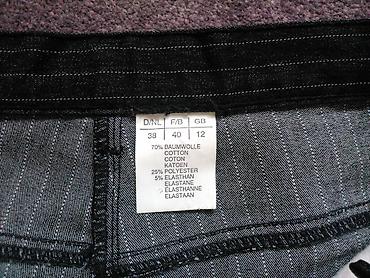 D/NL F/B GB
38 40 12
70% BAUMWOLLE
COTTON
COTON
KATOEN
25% POLYESTER
5% ELASTHAN
ELASTANE
ELASTHANNE
ELASTAAN